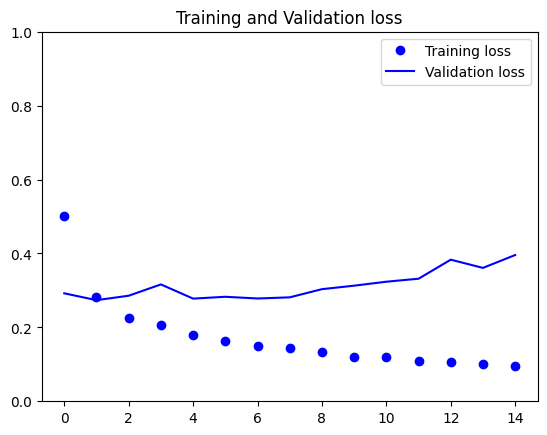 Training and Validation loss
1.0
Training loss
Validation loss
0.8
0.6
0.4
0.2
0.0
0 2 4 6 8 10 12 14